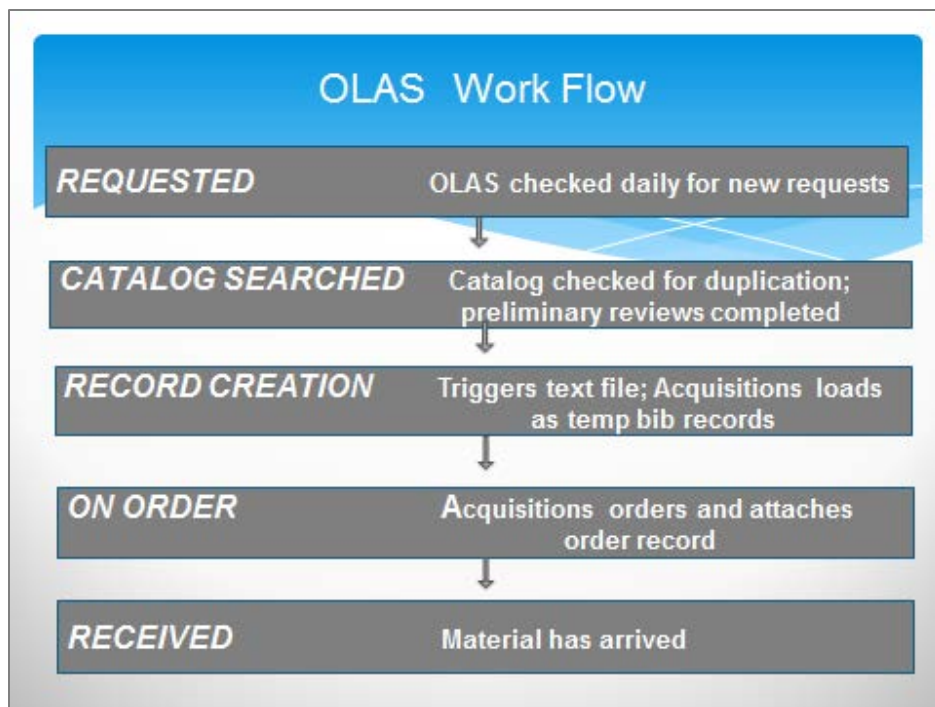 OLAS Work Flow
REQUESTED OLAS checked daily for new requests
CATALOG SEARCHED Catalog checked for duplication;
preliminary reviews completed
RECORD CREATION Triggers text file; Acquisitions loads
as temp bib records
ON ORDER Acquisitions orders and attaches
order record
RECEIVED Material has arrived